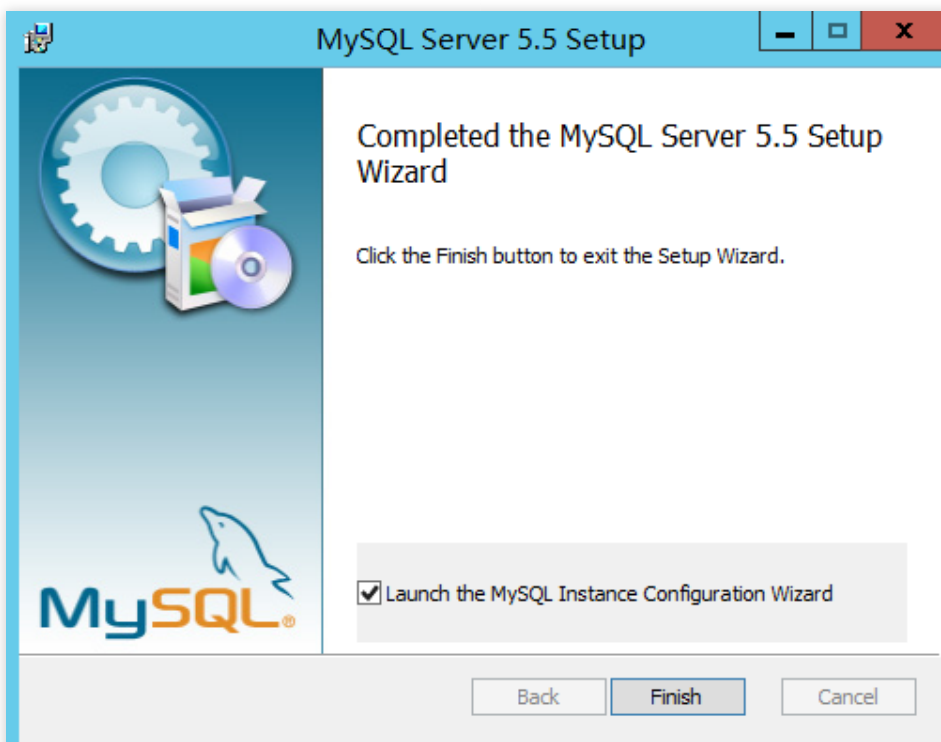 MySQL Server 5.5 Setup
Completed the MySQL Server 5.5 Setup
Wizard
Click the Finish button to exit the Setup Wizard.
MySQL®
Launch the MySQL Instance Configuration Wizard
Back
Finish
Cancel